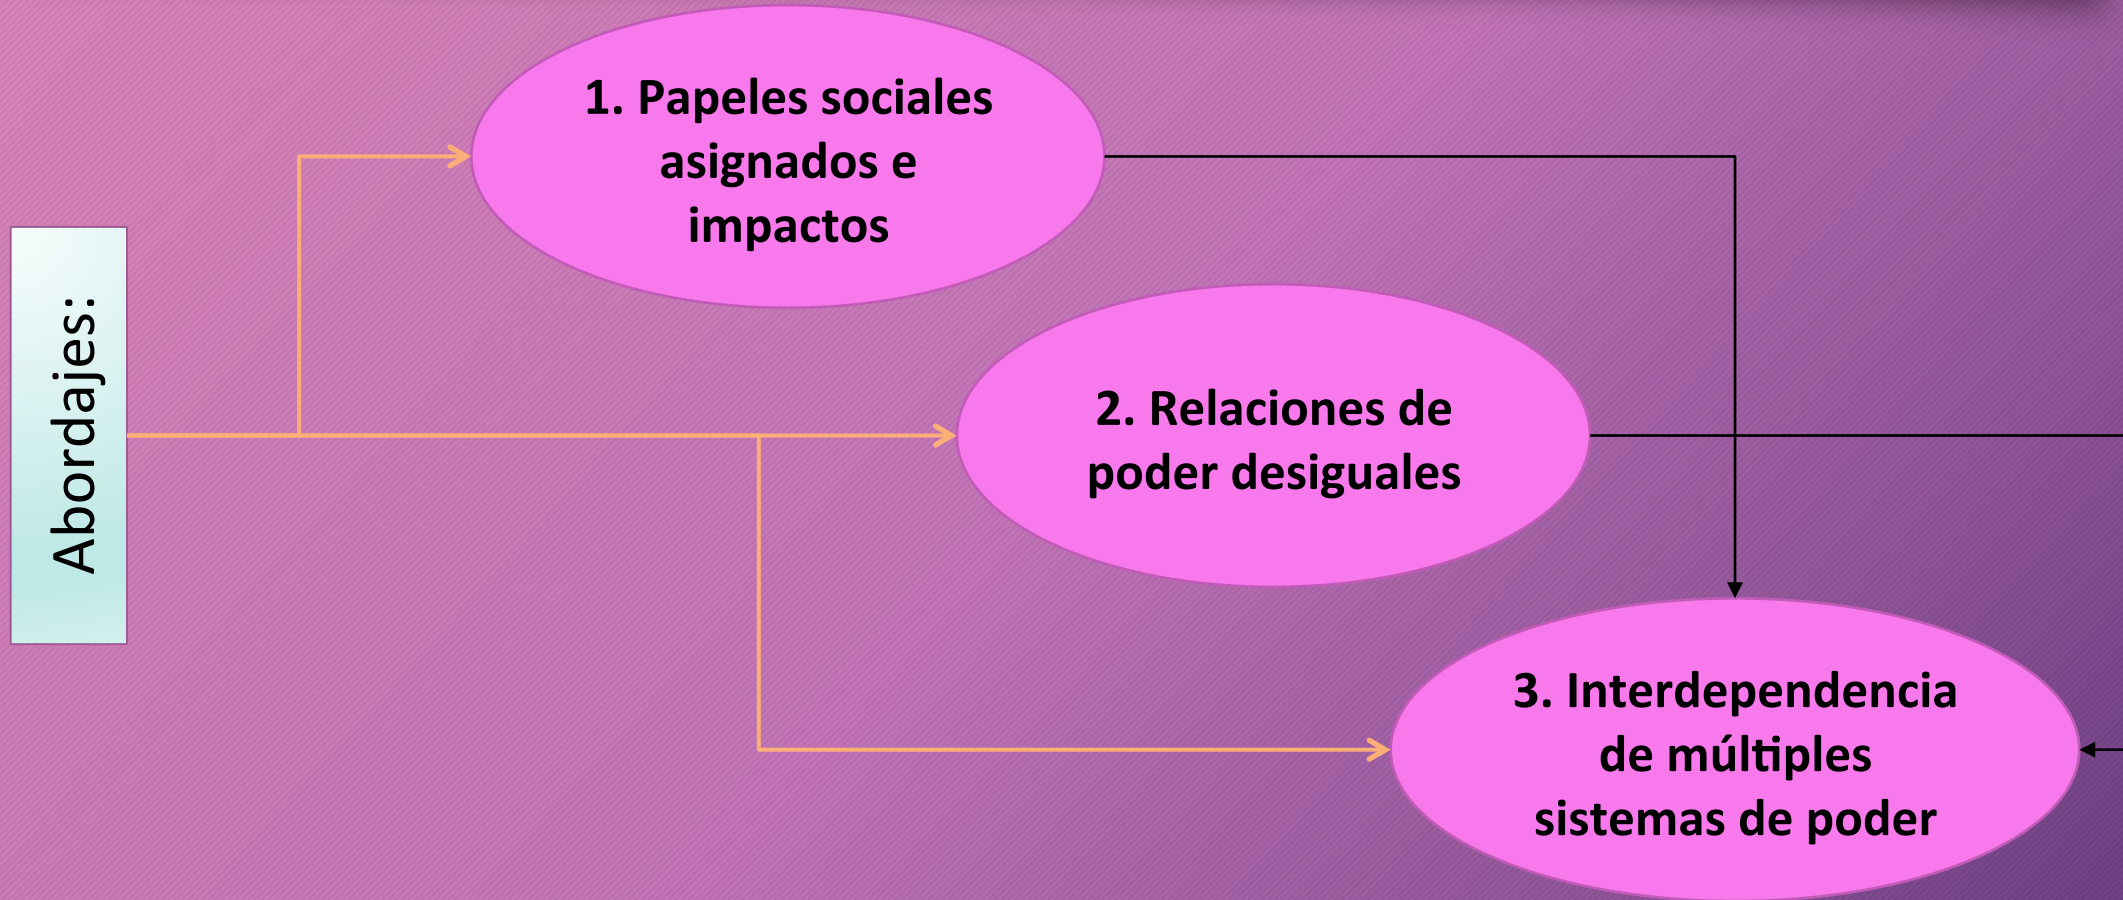 Abordajes:
1. Papeles sociales
asignados e
impactos
2. Relaciones de
poder desiguales
3. Interdependencia
de múltiples
sistemas de poder